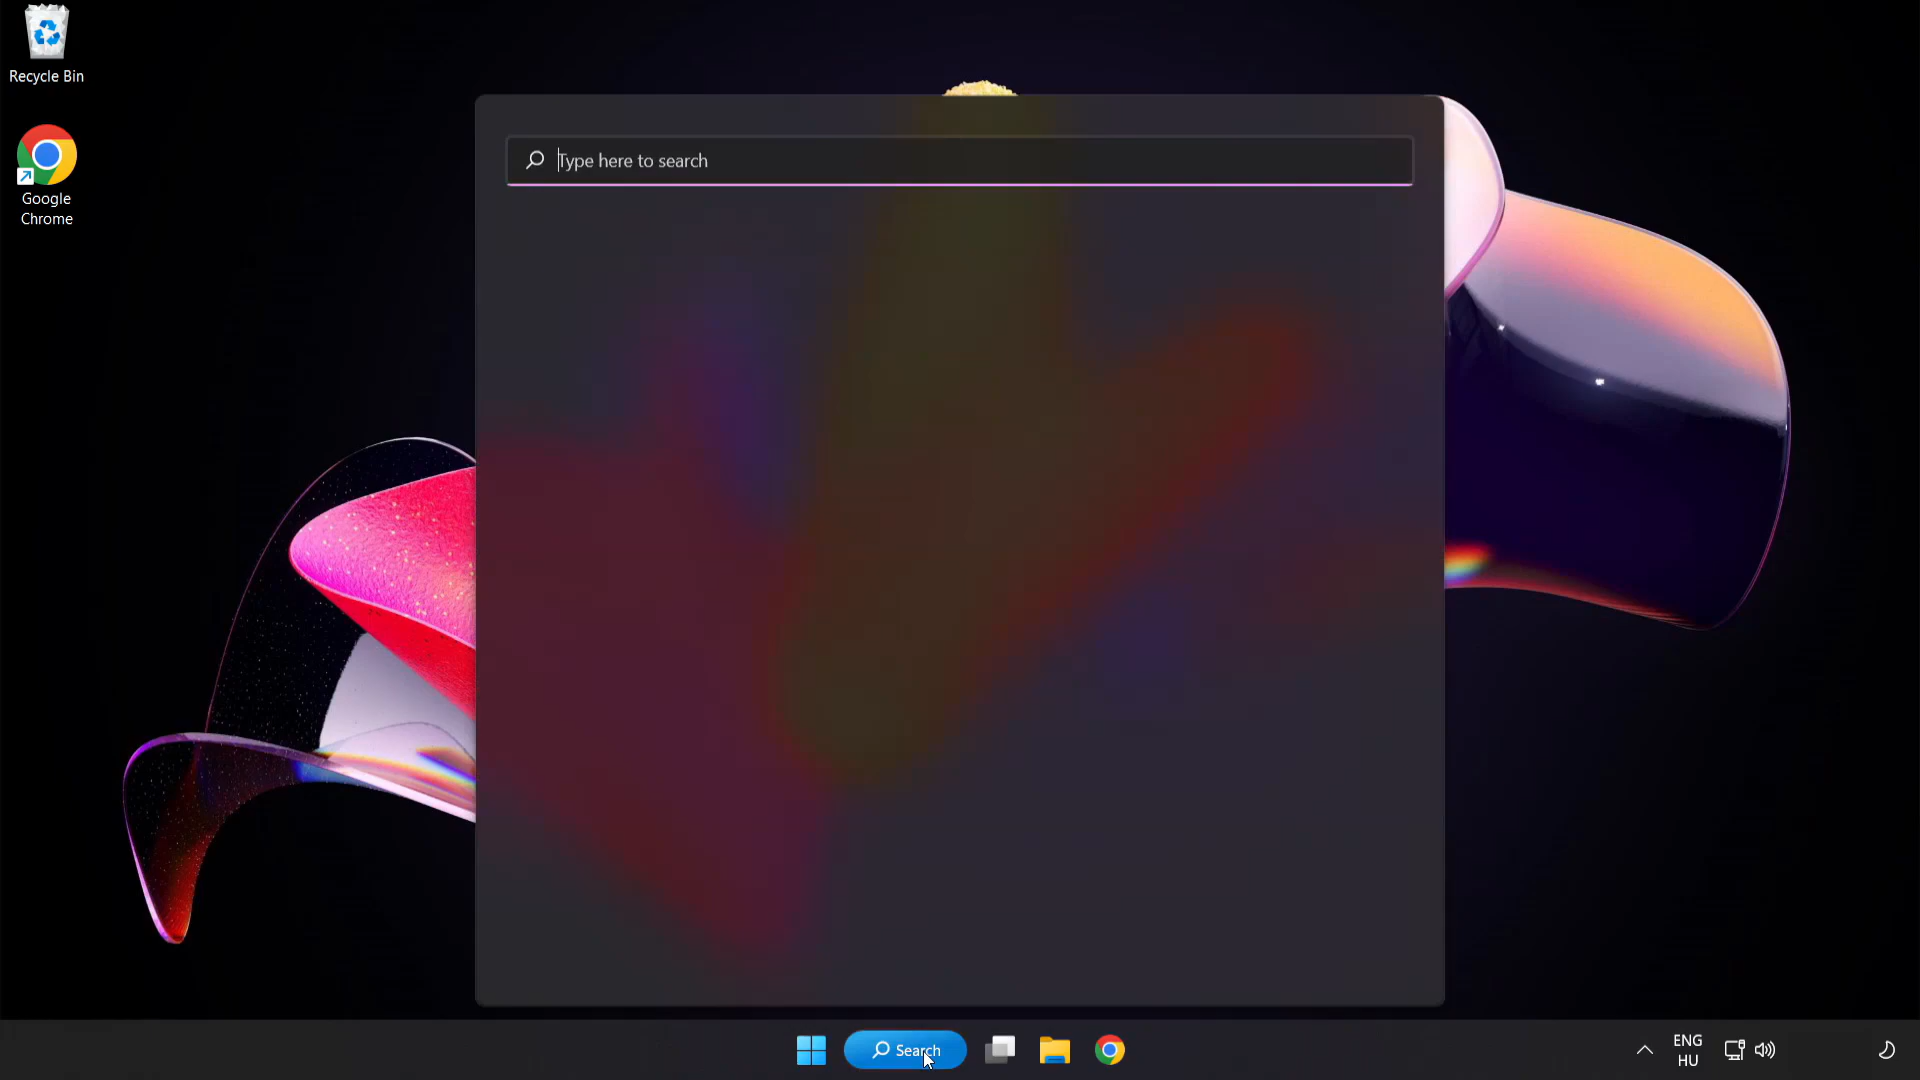 Recycle Bin
Google
Chrome
Type here to search
Search
ENG
HU